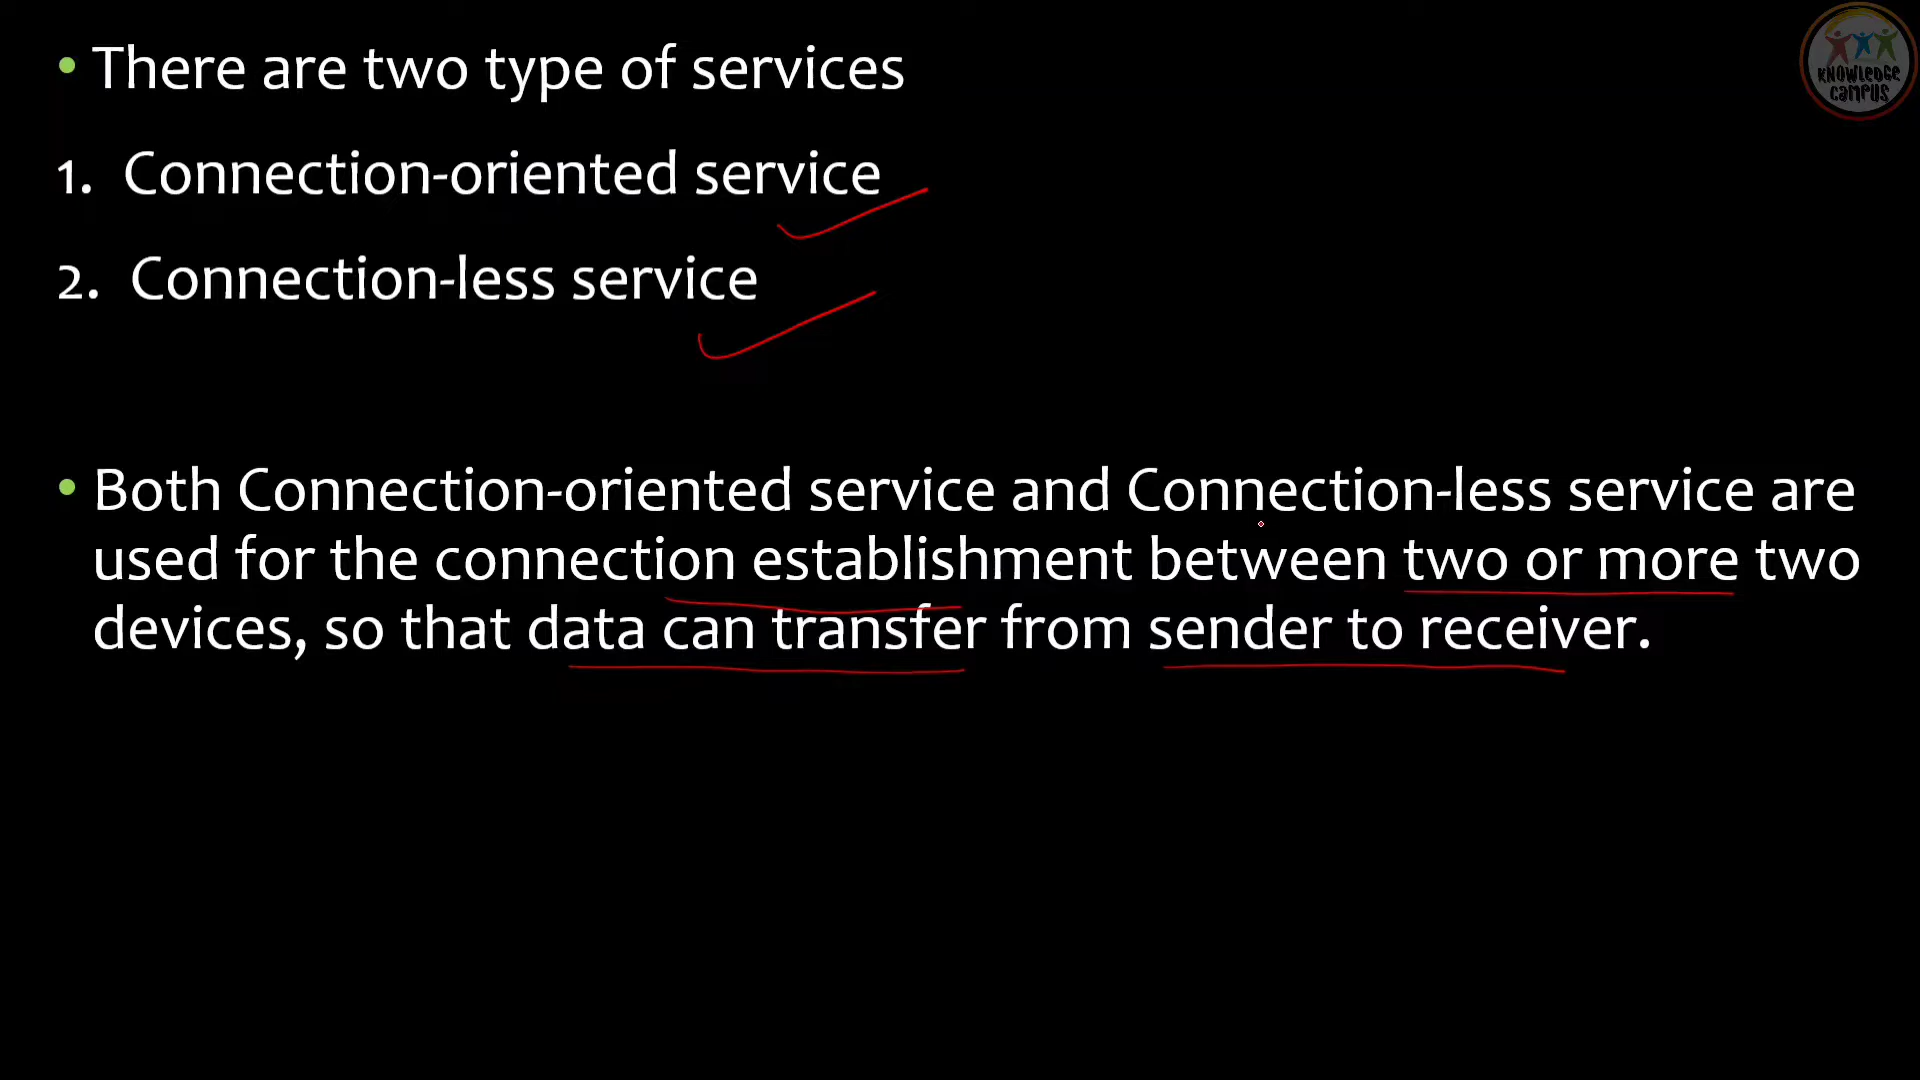 • There are two type of services
KNOWLEDGE
CAMPUS
1. Connection-oriented service
2. Connection-less service
• Both Connection-oriented service and Connection-less service are
used for the connection establishment between two or more two
devices, so that data can transfer from sender to receiver.